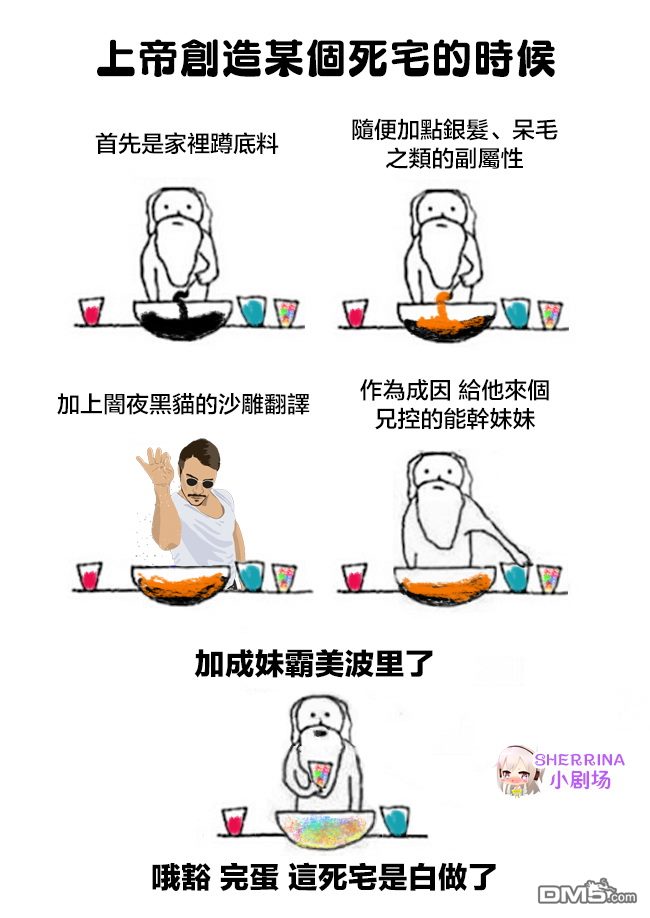 上帝創造某個死宅的時候
首先是家裡蹲底料
隨便加點銀髮、呆毛
之類的副屬性
加上闇夜黑貓的沙雕翻譯
作為成因 給他來個
兄控的能幹妹妹
加成妹霸美波里了
SHERRINA
小剧场
哦豁 完蛋 這死宅是白做了
DM5.com